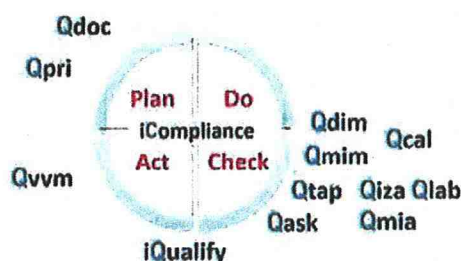 Qdoc
Qpri
Plan Do
iCompliance
Act Check
Qdim
Qcal
Qmim
Qvvm
Qtap Qiza Qlab
Qask Qmia
iQualify